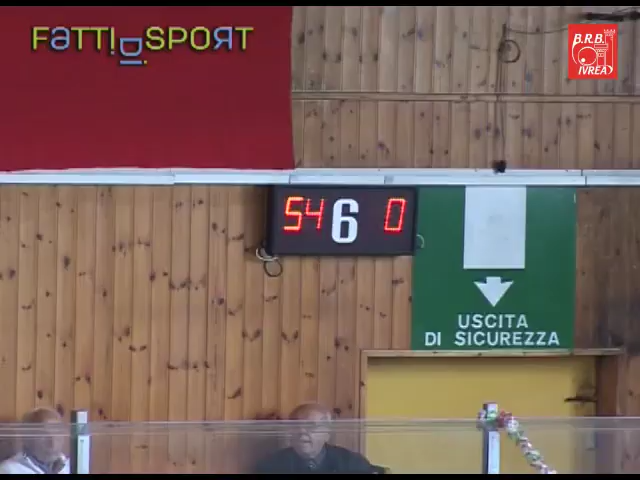 FATTI DI SPORT
B.R.B.
IVREA
54 6 0
USCITA
DI SICUREZZA